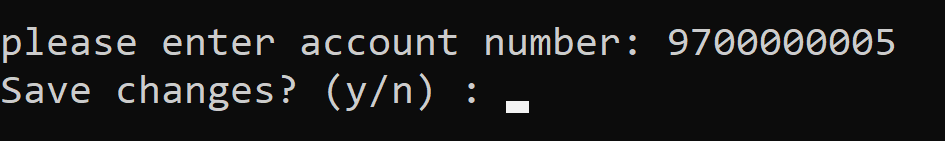 please enter account number: 9700000005
Save changes? (y/n) :